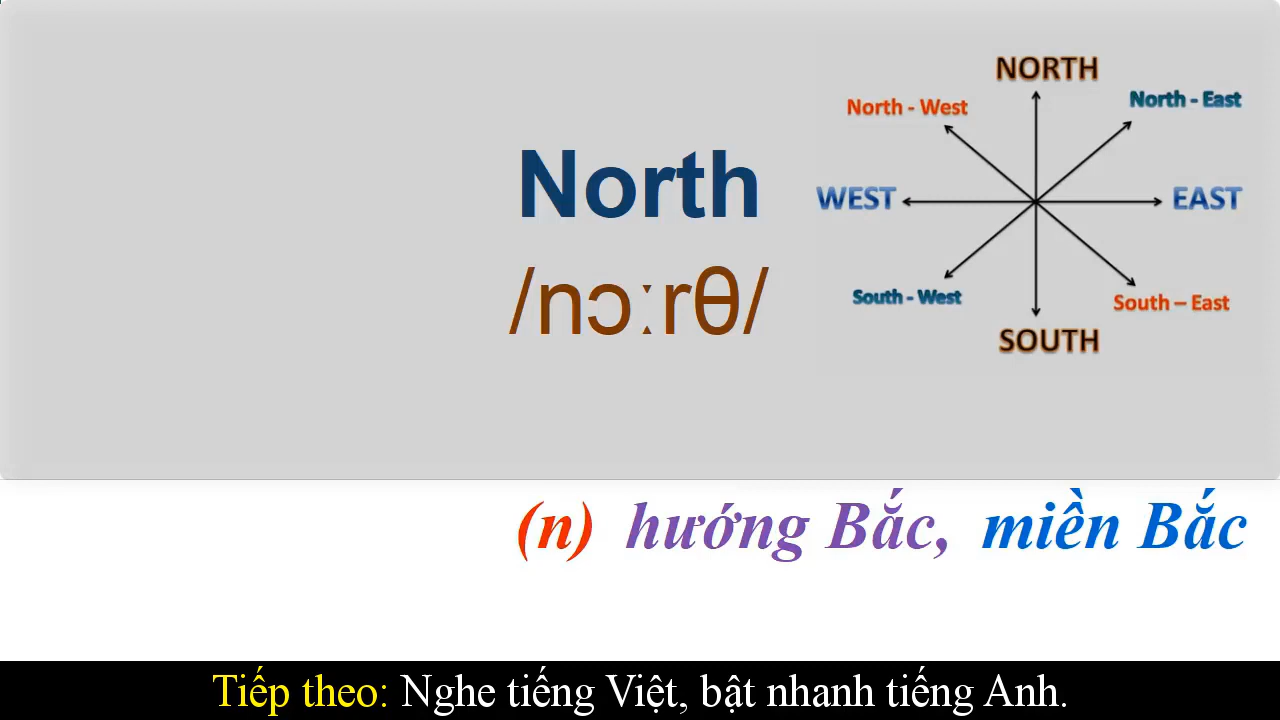 North
/nɔːrθ/
NORTH
North - West
North - East
WEST
EAST
South - West
South – East
SOUTH
(n) hướng Bắc, miền Bắc
Tiếp theo: Nghe tiếng Việt, bật nhanh tiếng Anh.